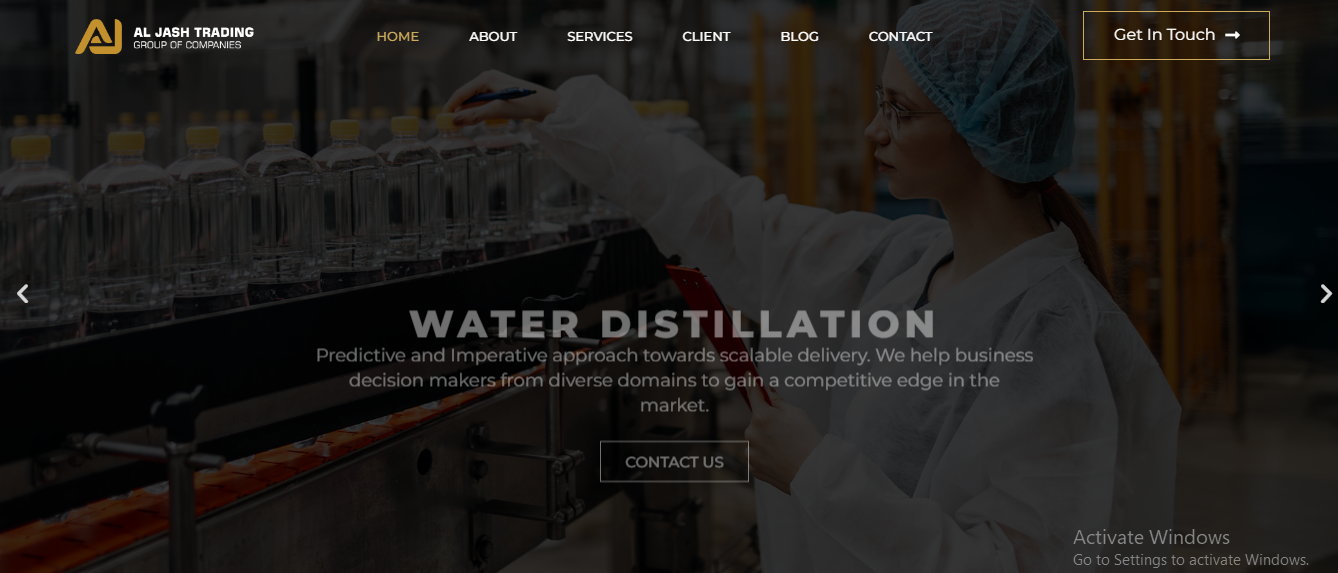 AL JASH TRADING
GROUP OF COMPANIES
HOME
ABOUT
SERVICES
CLIENT
BLOG
CONTACT
Get In Touch
WATER DISTILLATION
Predictive and Imperative approach towards scalable delivery. We help business
decision makers from diverse domains to gain a competitive edge in the
market.
CONTACT US
Activate Windows
Go to Settings to activate Windows.